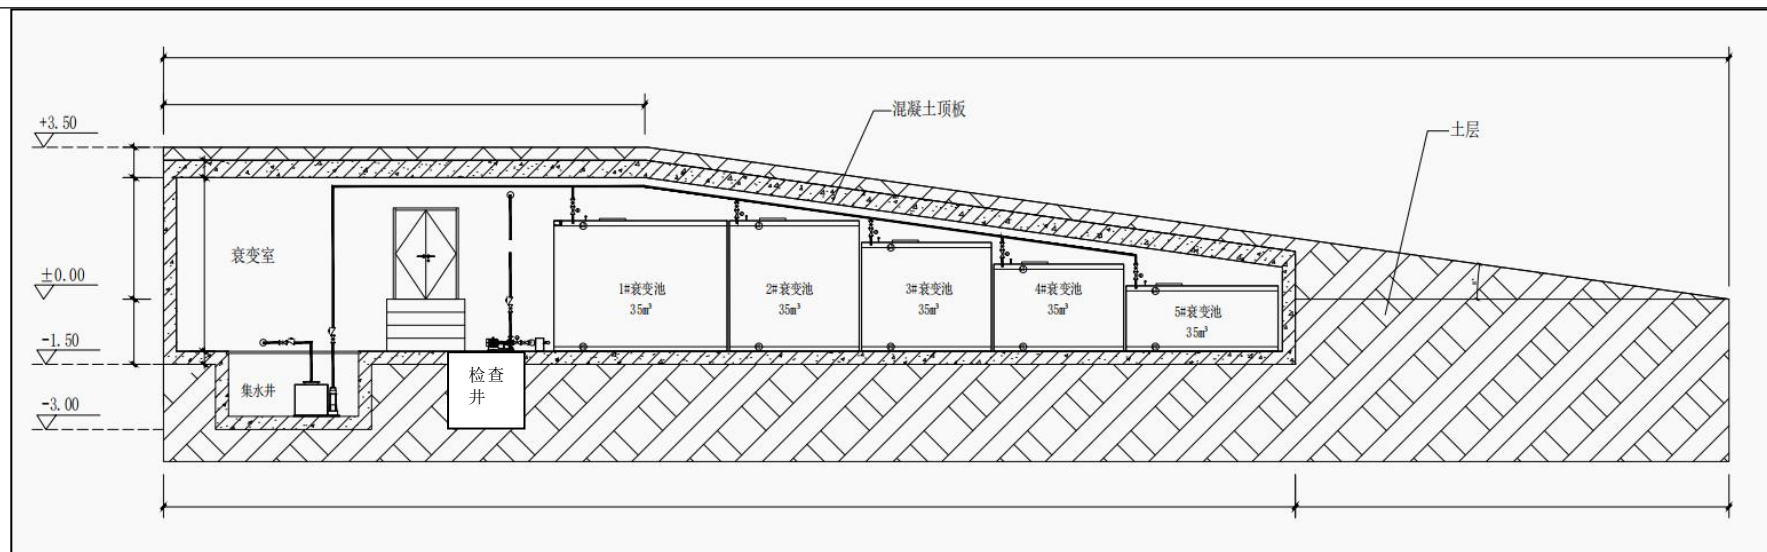 混凝土顶板
+3.50
土层
衰变室
±0.00
1#衰变池
35m³
2#衰变池
35m³
3#衰变池
35m³
4#衰变池
35m³
5#衰变池
35m³
-1.50
检查
井
集水井
-3.00